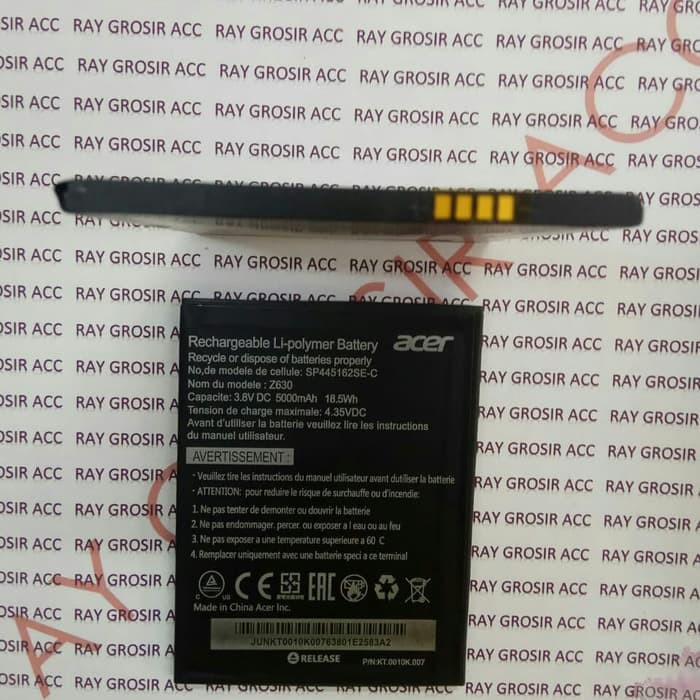 RAY GROSIR ACC
Rechargeable Li-polymer Battery acer
Recycle or dispose of batteries properly
No,de modele de cellule: SP445162SE-C
Nom du modele : Z630
Capacite: 3.8V DC 5000mAh 18.5Wh
Tension de charge maximale: 4.35VDC
Avant d'utiliser la batterie veuillez lire les instructions
du manuel utilisateur.
AVERTISSEMENT :
· Veuillez tire les instructions du manuel utilisateur avant dutiliser la batterie
· ATTENTION: pour reduire le risque de surchauffe ou d'incendie:
1. Ne pas tenter de demonter ou douvrir la batterie
2. Ne pas endommager. percer. ou exposer a l eau ou au feu
3. Ne pas exposer a une temperature superieure a 60 C
4. Remplacer uniquement avec une batterie speci a ce terminal
C US CE EAC
Made in China Acer Inc.
JUNKT0010K00763801E2583A2
RELEASE P/N:KT.0010K.007